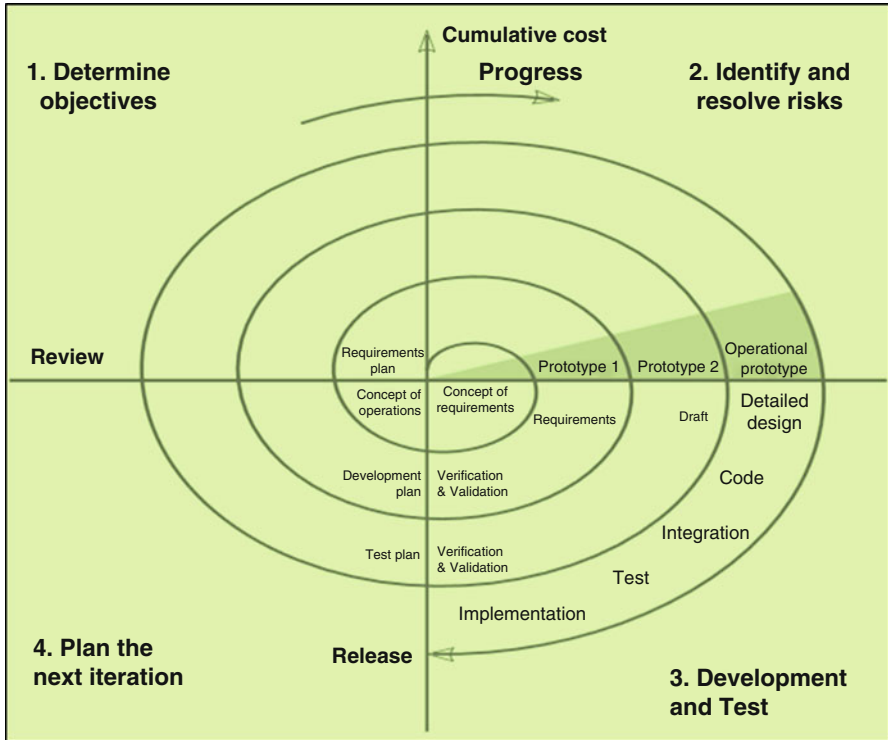 Cumulative cost
1. Determine
objectives
Progress
2. Identify and
resolve risks
Review
Requirements
plan
Prototype 1
Prototype 2
Operational
prototype
Concept of
operations
Concept of
requirements
Requirements
Draft
Detailed
design
Development
plan
Verification
& Validation
Code
Test plan
Verification
& Validation
Integration
Test
Implementation
4. Plan the
next iteration
Release
3. Development
and Test